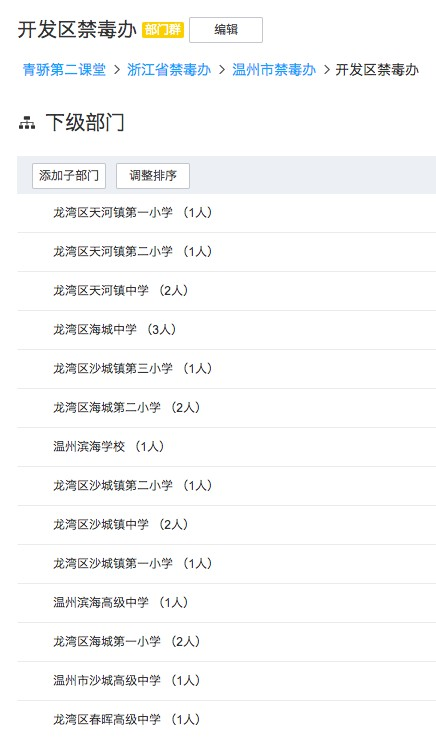 开发区禁毒办 部门群 编辑
青骄第二课堂 > 浙江省禁毒办 > 温州市禁毒办 > 开发区禁毒办
下级部门
添加子部门 调整排序
龙湾区天河镇第一小学 （1人）
龙湾区天河镇第二小学 （1人）
龙湾区天河镇中学 （2人）
龙湾区海城中学 （3人）
龙湾区沙城镇第三小学 （1人）
龙湾区海城第二小学 （2人）
温州滨海学校 （1人）
龙湾区沙城镇第二小学 （1人）
龙湾区沙城镇中学 （2人）
龙湾区沙城镇第一小学 （1人）
温州滨海高级中学 （1人）
龙湾区海城第一小学 （2人）
温州市沙城高级中学 （1人）
龙湾区春晖高级中学 （1人）